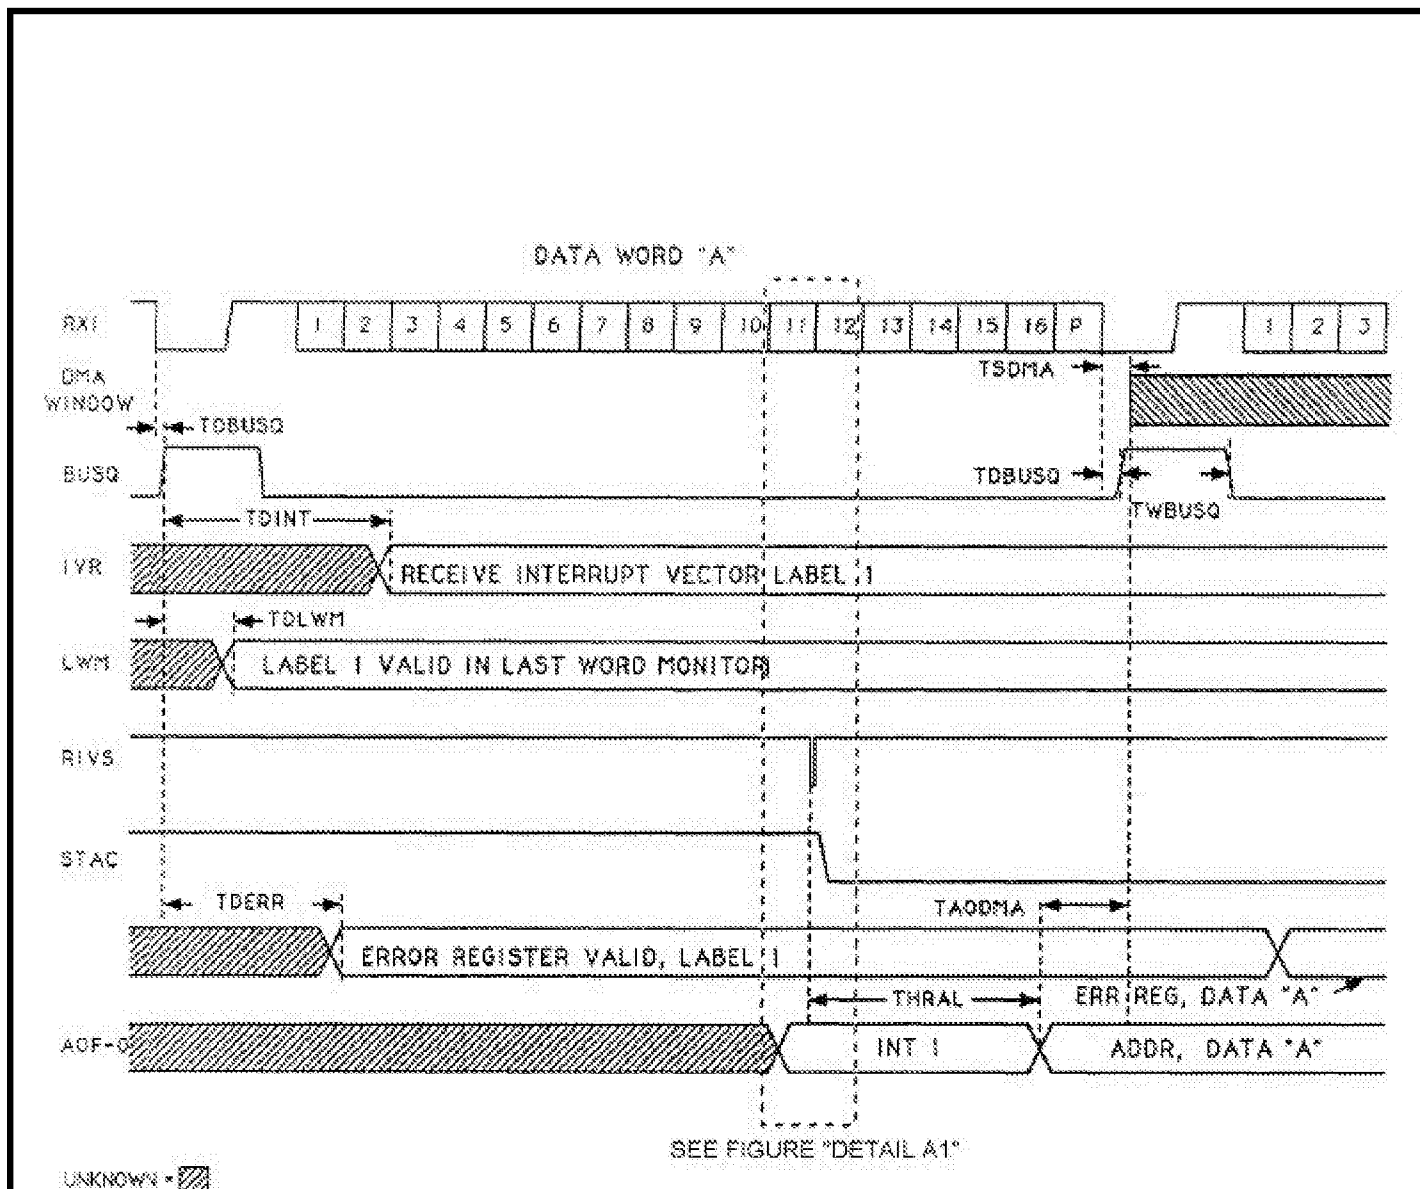 DATA WORD "A"
RXI 1 2 3 4 5 6 7 8 9 10 11 12 13 14 15 16 P 1 2 3
TSDMA
DMA
WINDOW
TDBUSQ
BUSQ
TDBUSQ
TWBUSQ
TDINT
IVR
RECEIVE INTERRUPT VECTOR LABEL 1
TDLWM
LWM
LABEL 1 VALID IN LAST WORD MONITOR
RIVS
STAC
TDERR
TAODMA
ERROR REGISTER VALID, LABEL 1
THRAL
ERR REG, DATA "A"
AOF-0
INT 1
ADDR, DATA "A"
SEE FIGURE "DETAIL A1"
UNKNOWN =